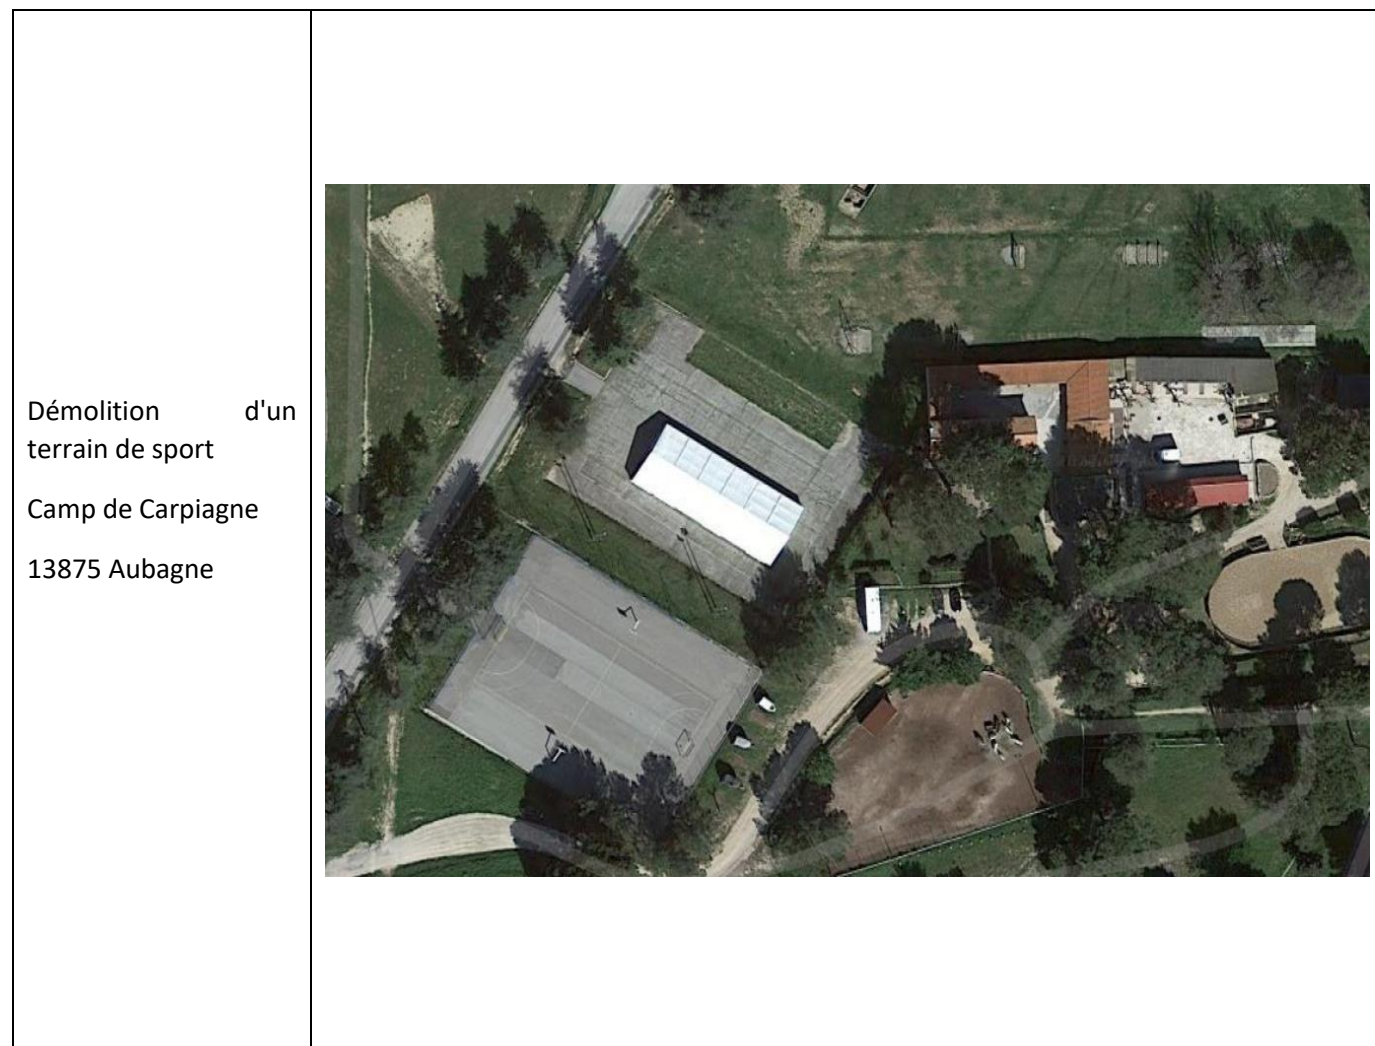 Démolition d'un
terrain de sport
Camp de Carpiagne
13875 Aubagne